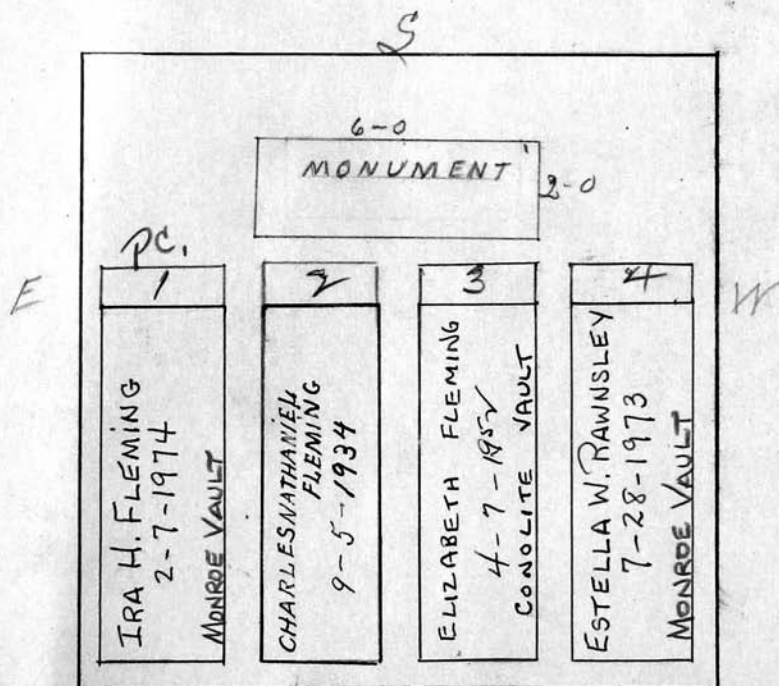 S
6-0
MONUMENT
2-0
PC.
E
W
1
2
3
4
IRA H. FLEMING
2-7-1974
MONROE VAULT
CHARLES NATHANIEL
FLEMING
9-5-1934
ELIZABETH FLEMING
4-7-1952
CONOLITE VAULT
ESTELLA W. RAWNSLEY
7-28-1973
MONROE VAULT